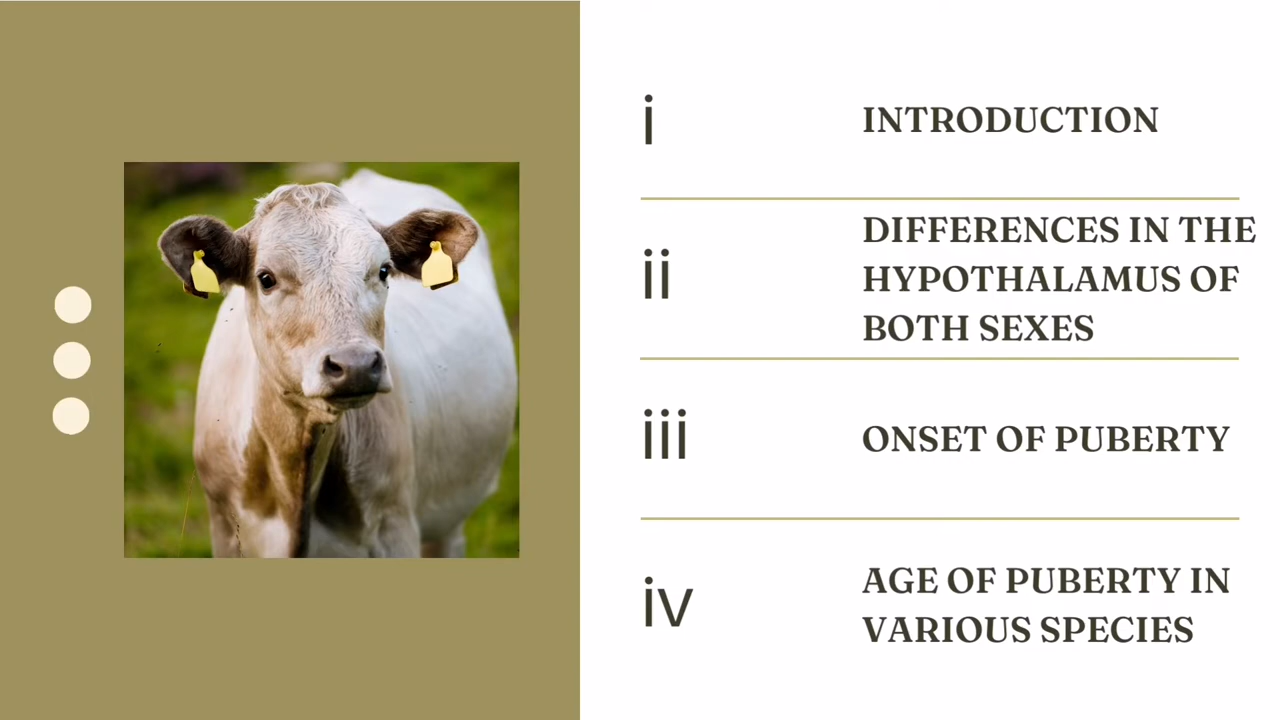 i
INTRODUCTION
ii
DIFFERENCES IN THE
HYPOTHALAMUS OF
BOTH SEXES
iii
ONSET OF PUBERTY
iv
AGE OF PUBERTY IN
VARIOUS SPECIES